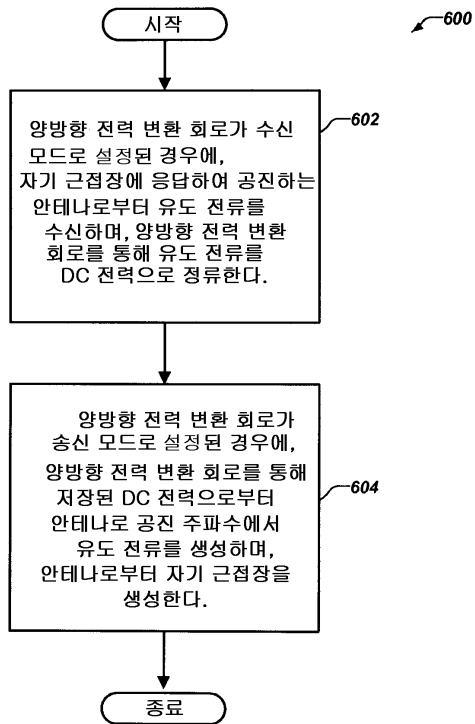 시작
600
602
양방향 전력 변환 회로가 수신
모드로 설정된 경우에,
자기 근접장에 응답하여 공진하는
안테나로부터 유도 전류를
수신하며, 양방향 전력 변환
회로를 통해 유도 전류를
DC 전력으로 정류한다.
양방향 전력 변환 회로가
송신 모드로 설정된 경우에,
양방향 전력 변환 회로를 통해
저장된 DC 전력으로부터
604
안테나로 공진 주파수에서
유도 전류를 생성하며,
안테나로부터 자기 근접장을
생성한다.
종료